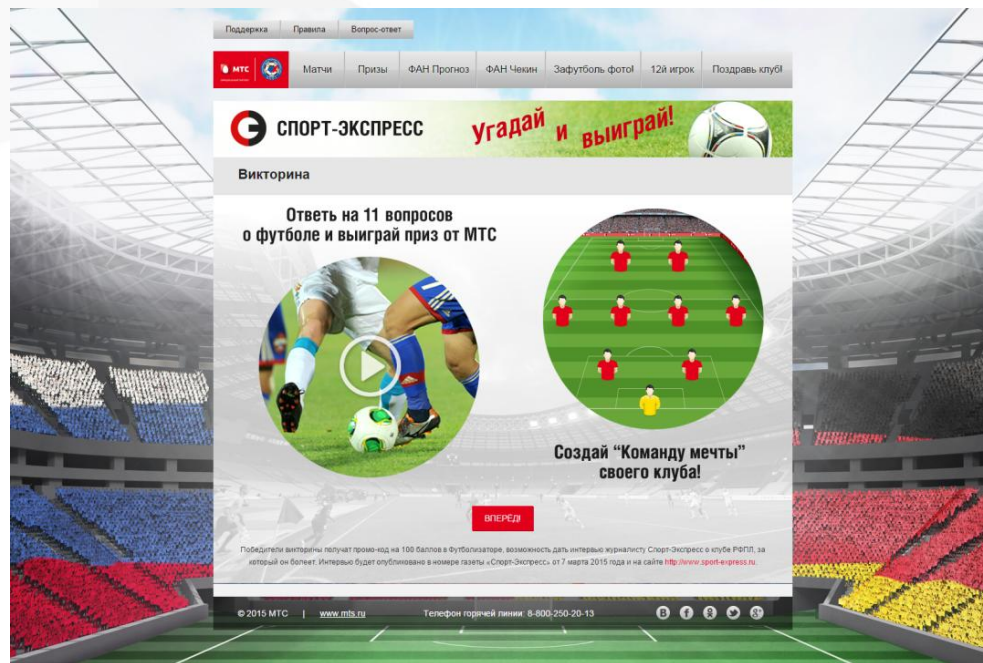 Поддержка Правила Вопрос-ответ
МТС Матчи Призы ФАН Прогноз ФАН Чекин Зафутболь фото! 12й игрок Поздравь клуб!
СПОРТ-ЭКСПРЕСС Угадай и выиграй!
Викторина
Ответь на 11 вопросов
о футболе и выиграй приз от МТС
Создай “Команду мечты”
своего клуба!
ВПЕРЁД!
Победители викторины получат промо-код на 100 баллов в Футболизаторе, возможность дать интервью журналисту Спорт-Экспресс о клубе РФПЛ, за
который он болеет. Интервью будет опубликовано в номере газеты «Спорт-Экспресс» от 7 марта 2015 года и на сайте http://www.sport-express.ru.
© 2015 МТС | www.mts.ru Телефон горячей линии: 8-800-250-20-13